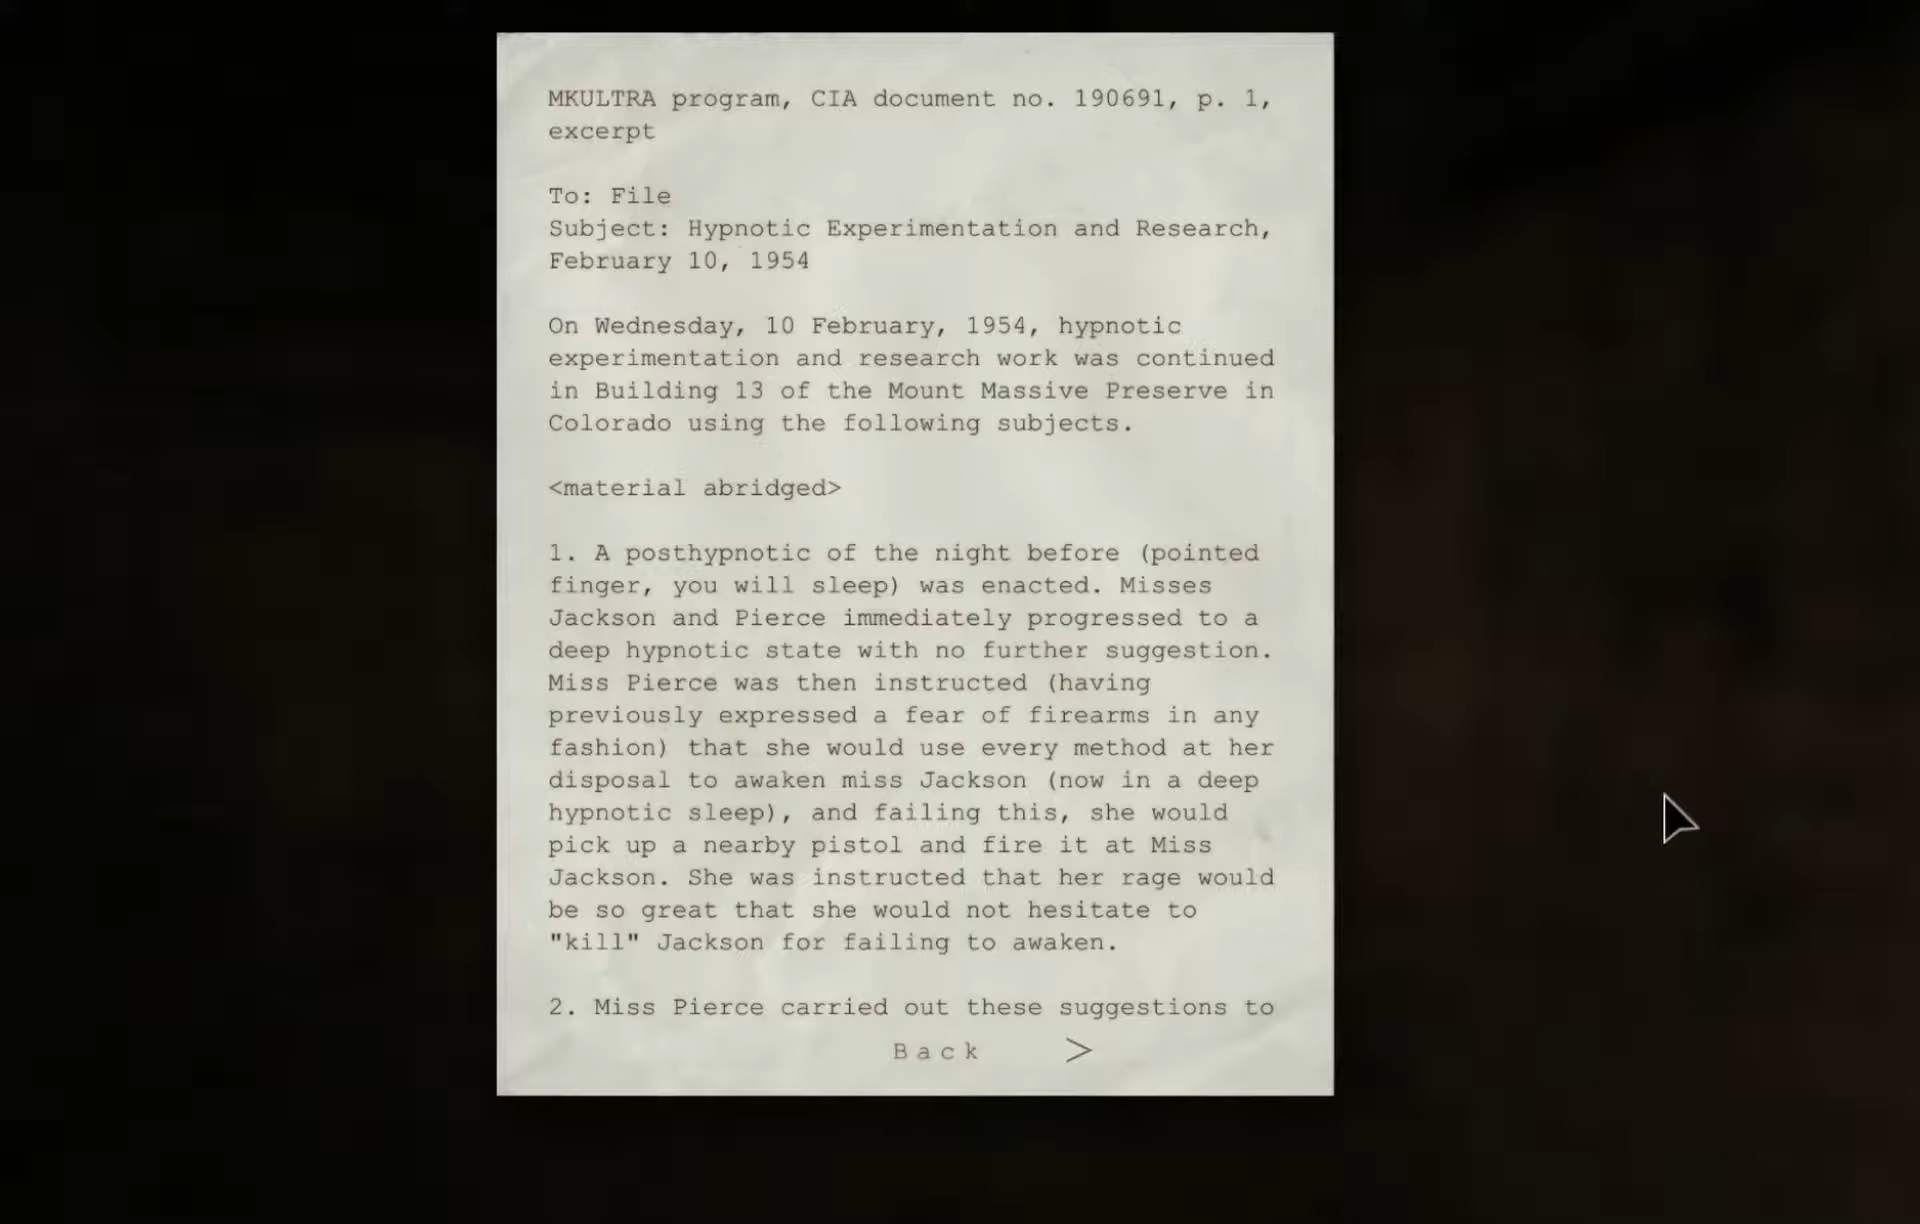 MKULTRA program, CIA document no. 190691, p. 1,
excerpt
To: File
Subject: Hypnotic Experimentation and Research,
February 10, 1954
On Wednesday, 10 February, 1954, hypnotic
experimentation and research work was continued
in Building 13 of the Mount Massive Preserve in
Colorado using the following subjects.
<material abridged>
1. A posthypnotic of the night before (pointed
finger, you will sleep) was enacted. Misses
Jackson and Pierce immediately progressed to a
deep hypnotic state with no further suggestion.
Miss Pierce was then instructed (having
previously expressed a fear of firearms in any
fashion) that she would use every method at her
disposal to awaken miss Jackson (now in a deep
hypnotic sleep), and failing this, she would
pick up a nearby pistol and fire it at Miss
Jackson. She was instructed that her rage would
be so great that she would not hesitate to
"kill" Jackson for failing to awaken.
2. Miss Pierce carried out these suggestions to
Back >